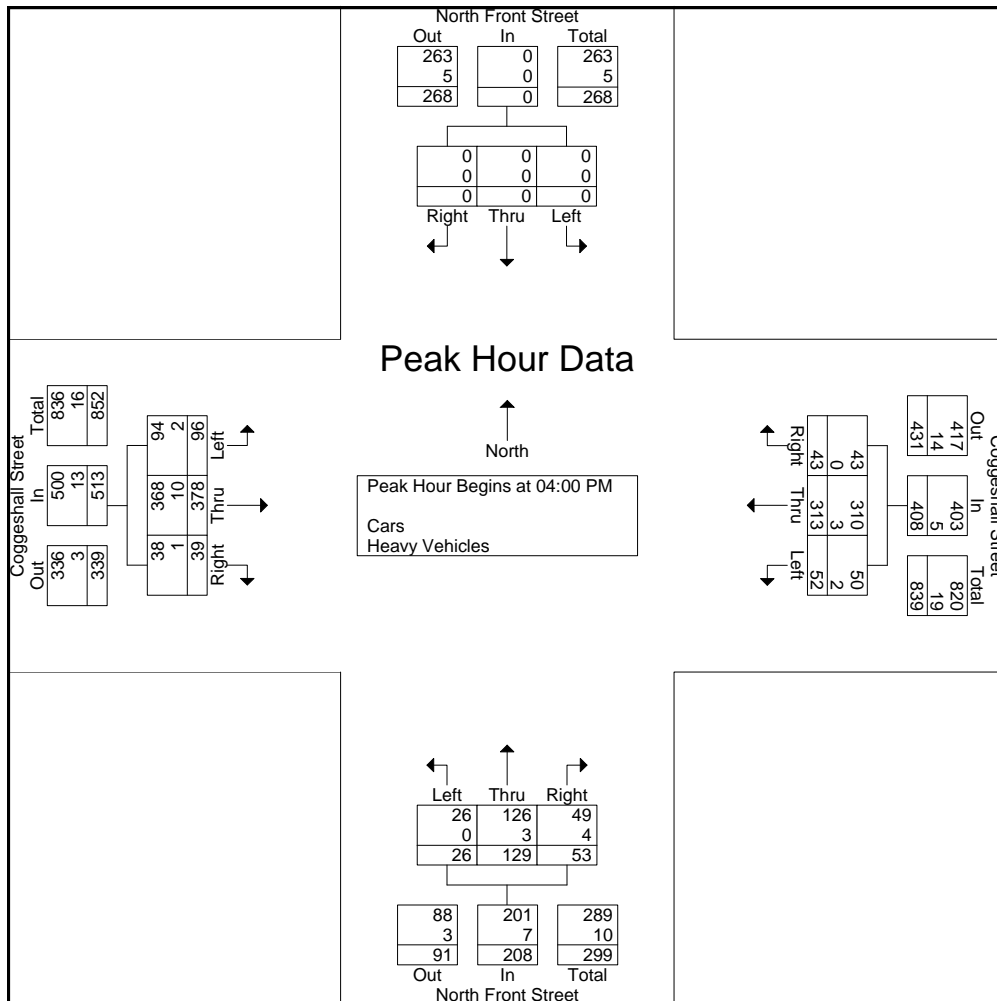 North Front Street
Out In Total
263 0 263
5 0 5
268 0 268
0 0 0
0 0 0
0 0 0
Right Thru Left
Peak Hour Data
North
Peak Hour Begins at 04:00 PM
Cars
Heavy Vehicles
Coggeshall Street
Total In Out
836 500 336
16 13 3
852 513 339
94 368 38
2 10 1
96 378 39
Left Thru Right
Coggeshall Street
Out In Total
417 403 820
14 5 19
431 408 839
43 310 50
0 3 2
43 313 52
Right Thru Left
Left Thru Right
26 126 49
0 3 4
26 129 53
88 201 289
3 7 10
91 208 299
Out In Total
North Front Street